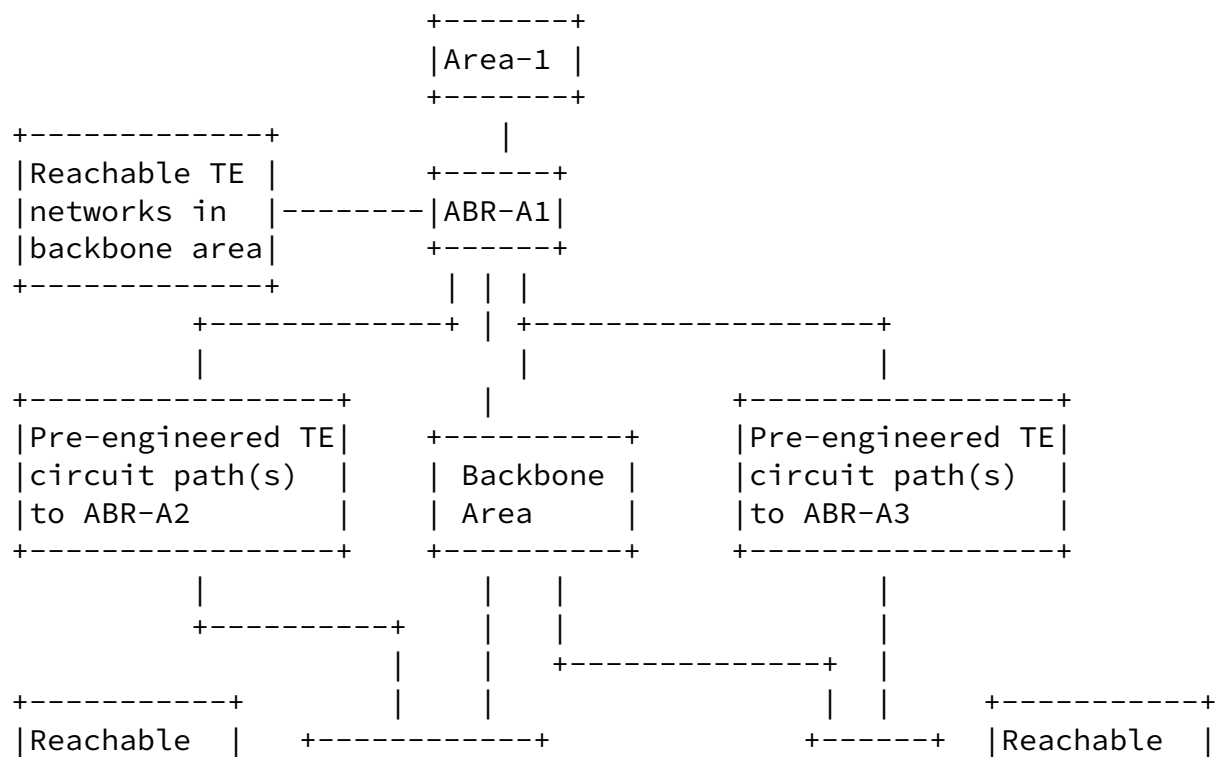 +-------+
                       |Area-1 |
                       +-------+
+-------------+            |
|Reachable TE |        +------+
|networks in  |--------|ABR-A1|
|backbone area|        +------+
+-------------+         | | |
          +-------------+ | +-------------------+
          |                 |                   |
+-----------------+       |             +-----------------+
|Pre-engineered TE|    +----------+     |Pre-engineered TE|
|circuit path(s)  |    | Backbone |     |circuit path(s)  |
|to ABR-A2        |    | Area     |     |to ABR-A3        |
+-----------------+    +----------+     +-----------------+
          |               |   |                 |
          +----------+    |   |                 |
                     |    |   +--------------+  |
+-----------+        |    |                  |  |     +-----------+
|Reachable  |   +------------+              +------+  |Reachable  |